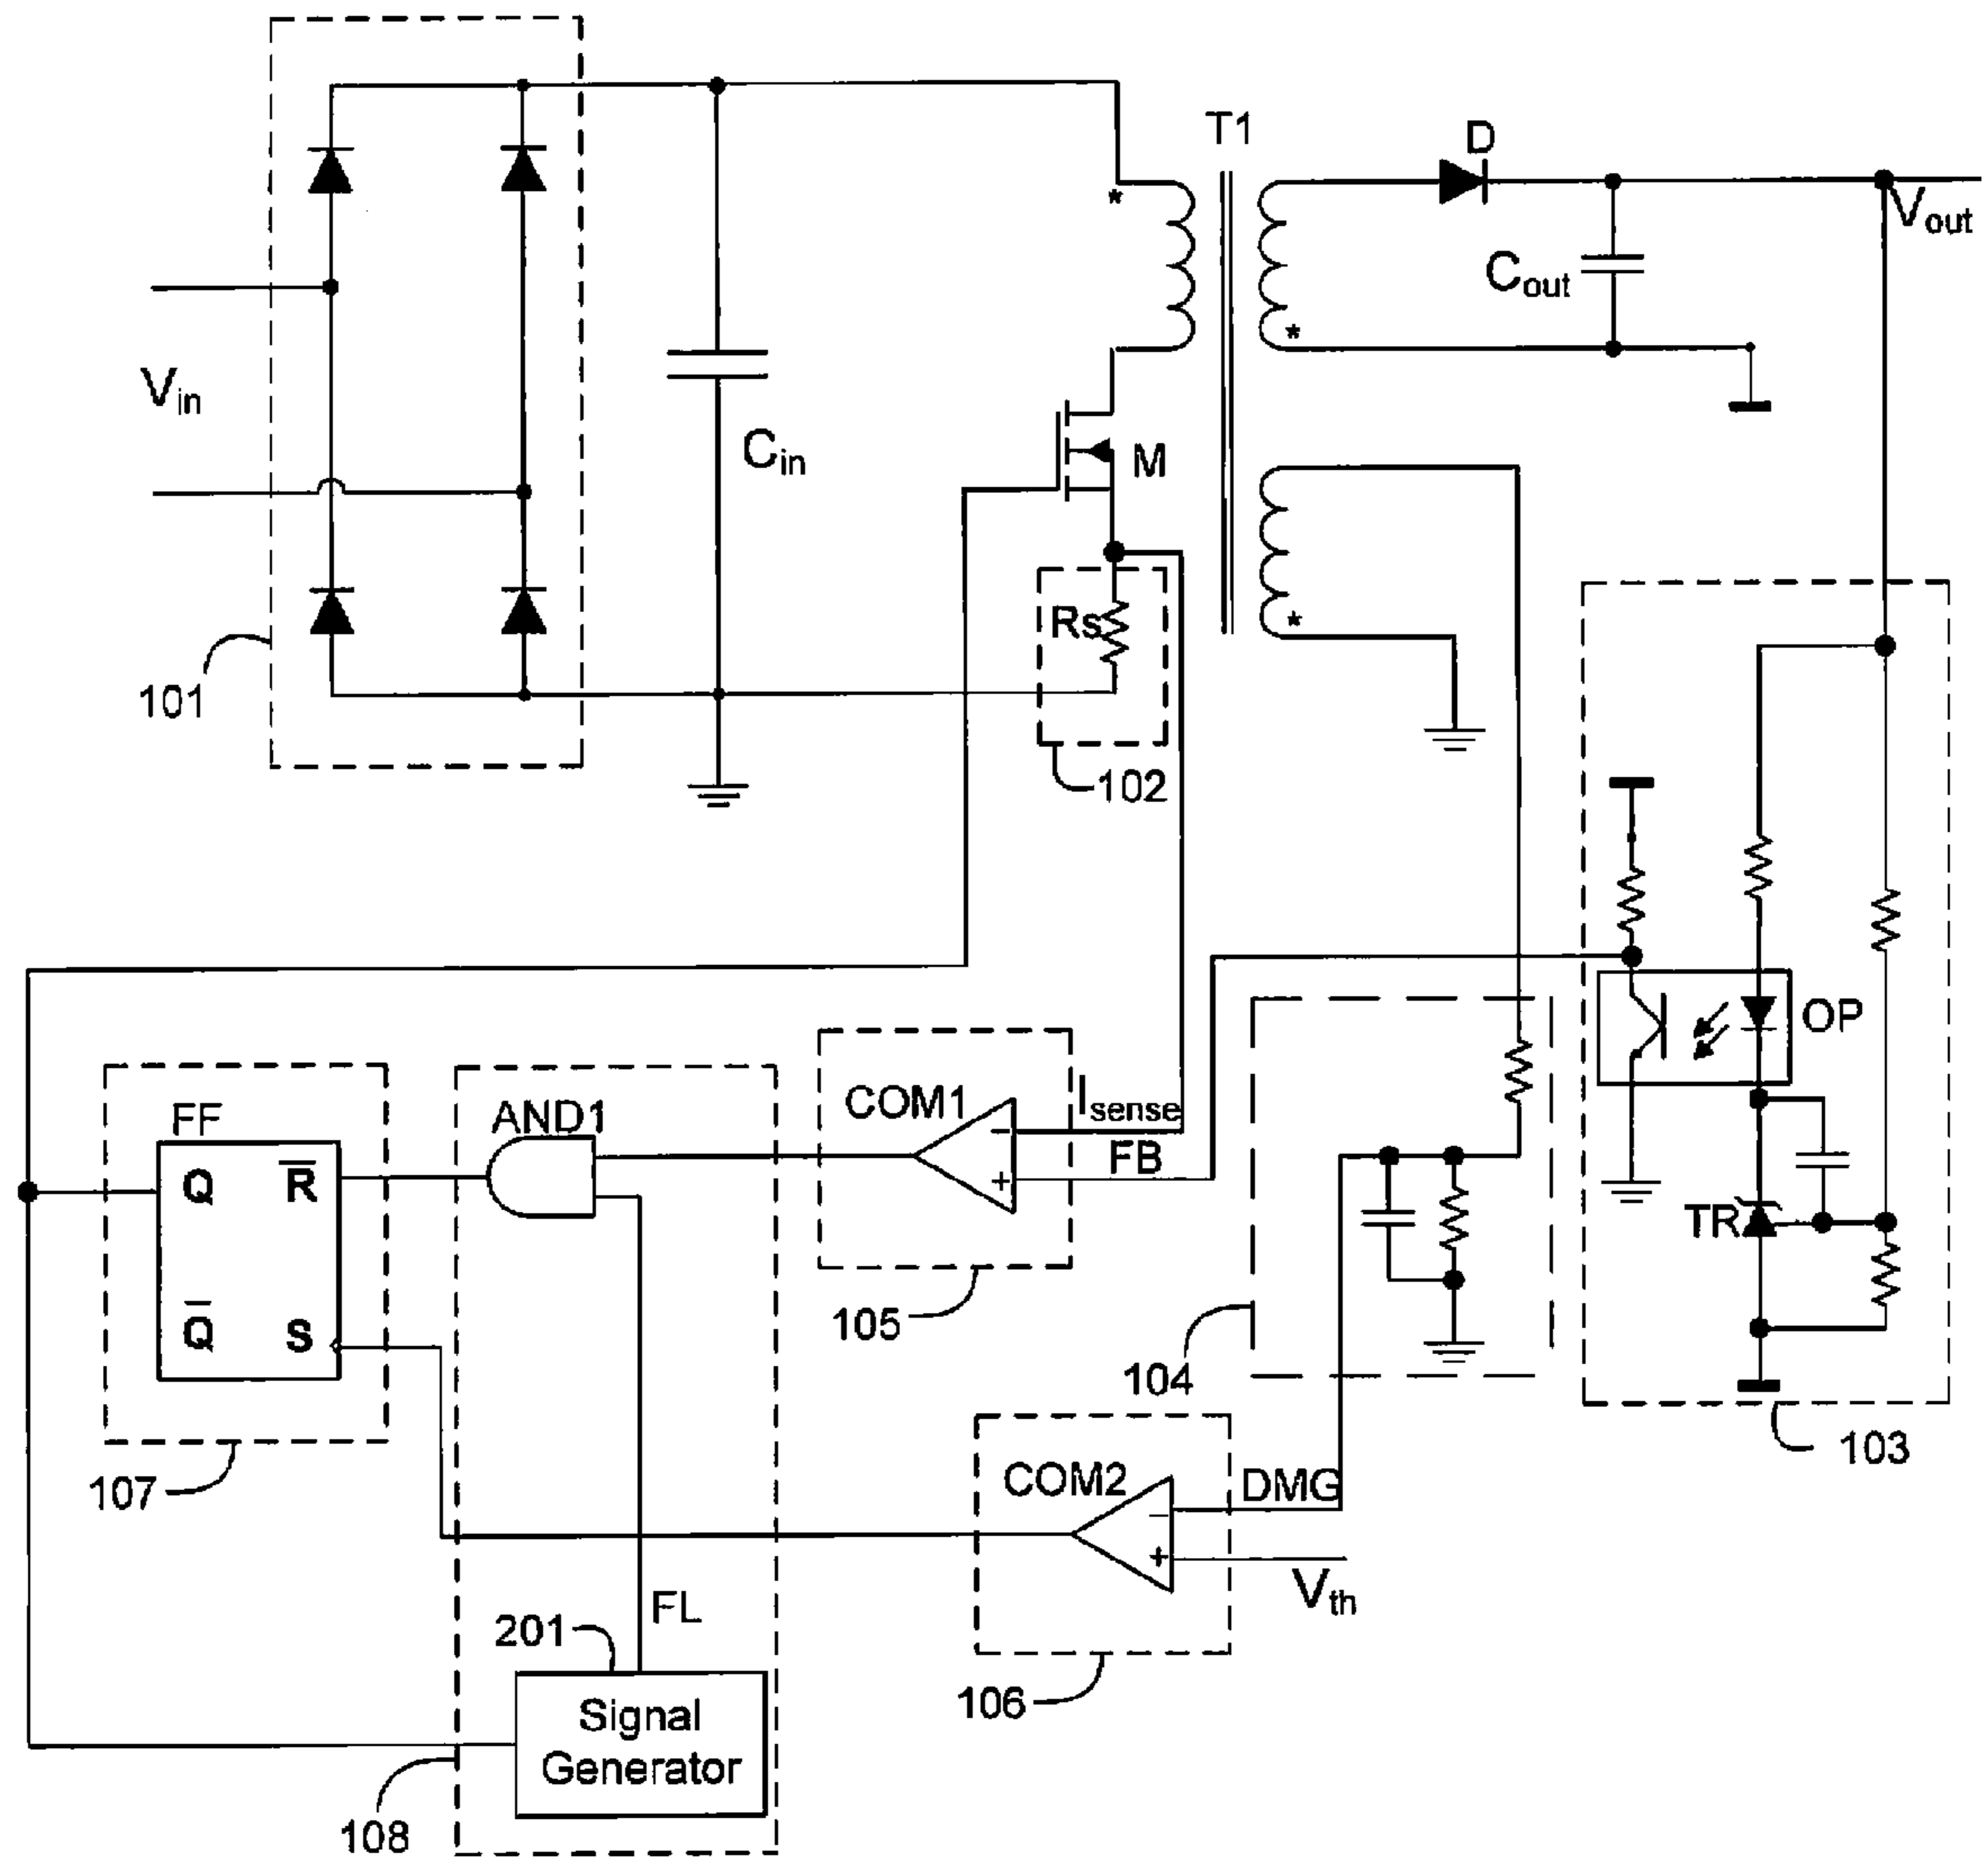 T1
D
*
Vout
Cout
*
Vin
Cin
M
Rs
*
101
102
OP
COM1
Isense
FF
AND1
FB
Q
R
+
TR
Q
S
105
104
103
107
COM2
DMG
+
Vth
FL
201
106
Signal
Generator
108